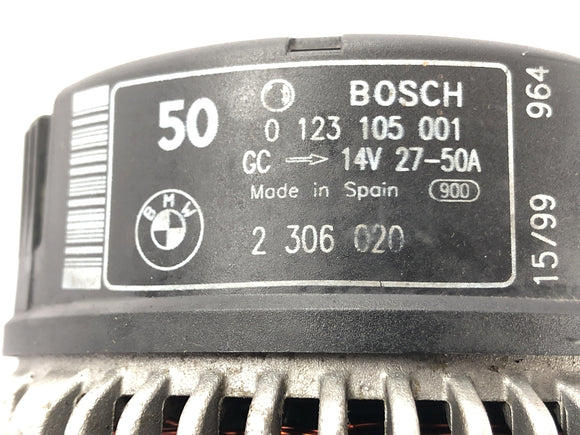 50
BOSCH
0 123 105 001
GC → 14V 27-50A
Made in Spain 900
BMW
2 306 020
15/99 964